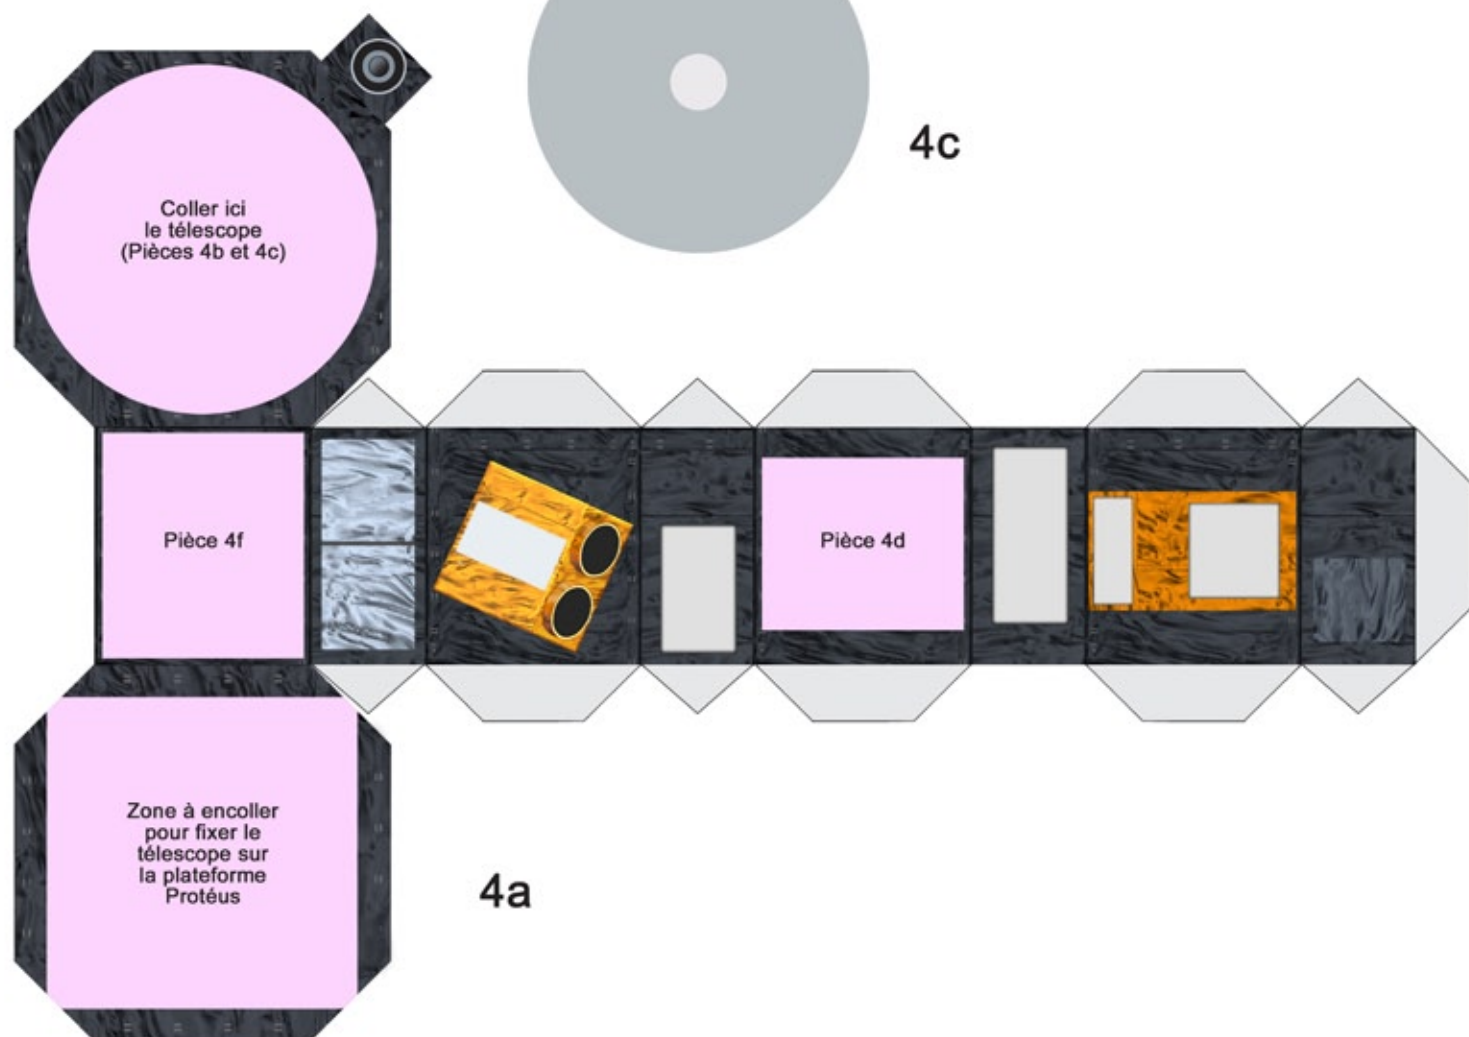 4c
Coller ici
le télescope
(Pièces 4b et 4c)
Pièce 4f
Pièce 4d
Zone à encoller
pour fixer le
télescope sur
la plateforme
Protéus
4a